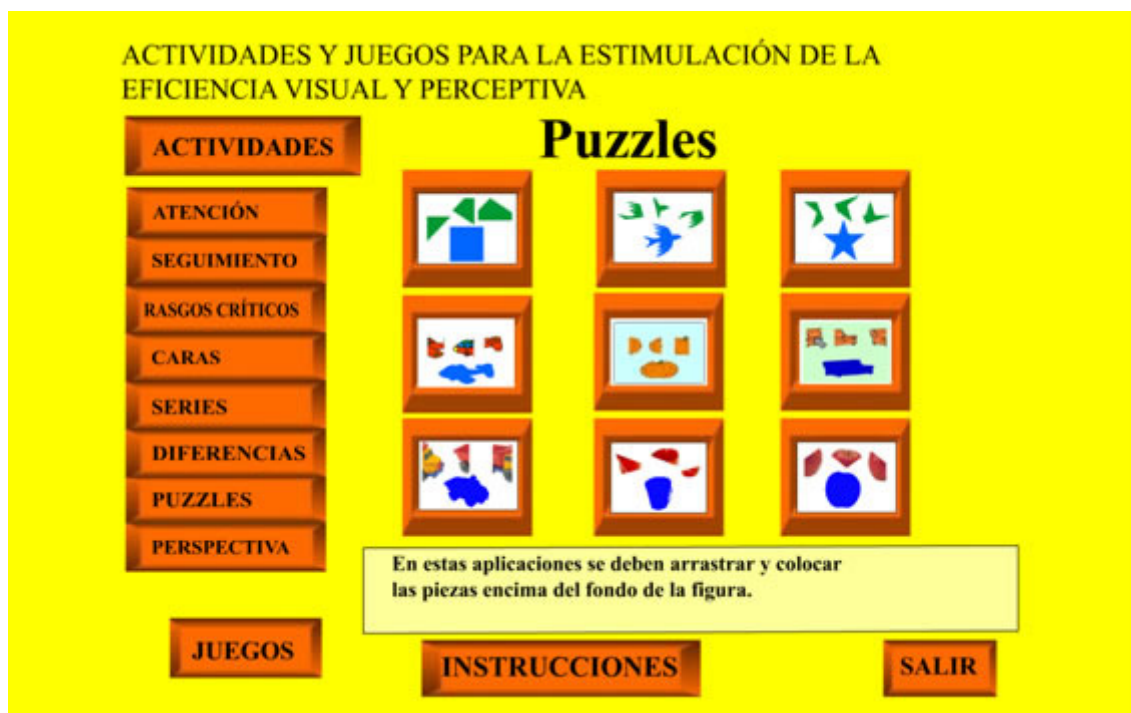 ACTIVIDADES Y JUEGOS PARA LA ESTIMULACIÓN DE LA
EFICIENCIA VISUAL Y PERCEPTIVA
ACTIVIDADES
Puzzles
ATENCIÓN
SEGUIMIENTO
RASGOS CRÍTICOS
CARAS
SERIES
DIFERENCIAS
PUZZLES
PERSPECTIVA
En estas aplicaciones se deben arrastrar y colocar
las piezas encima del fondo de la figura.
JUEGOS
INSTRUCCIONES
SALIR